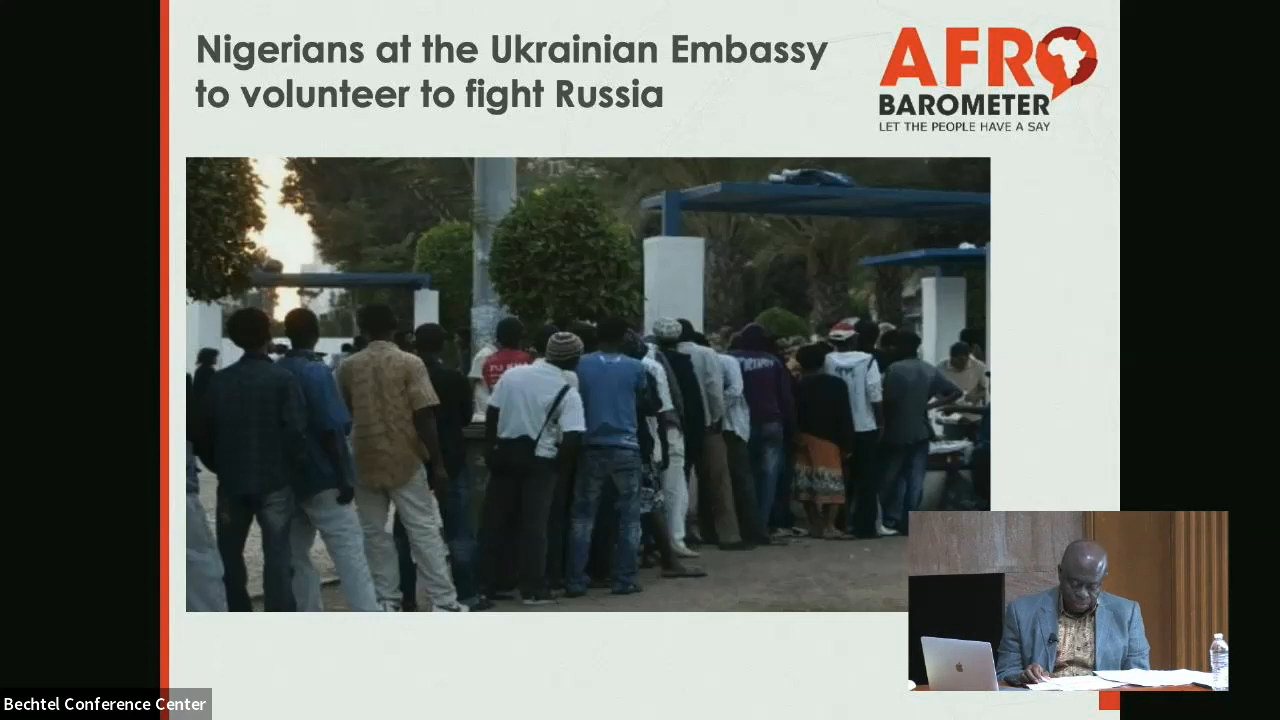 Nigerians at the Ukrainian Embassy
to volunteer to fight Russia
AFRO
BAROMETER
LET THE PEOPLE HAVE A SAY
Bechtel Conference Center